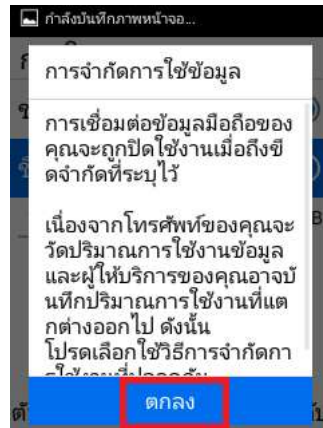 กำลังบันทึกภาพหน้าจอ...
การจำกัดการใช้ข้อมูล
การเชื่อมต่อข้อมูลมือถือของ
คุณจะถูกปิดใช้งานเมื่อถึงขี
ดจำกัดที่ระบุไว้
เนื่องจากโทรศัพท์ของคุณจะ
วัดปริมาณการใช้งานข้อมูล
และผู้ให้บริการของคุณอาจบั
นทึกปริมาณการใช้งานที่แต
กต่างออกไป ดังนั้น
โปรดเลือกใช้วิธีการจำกัดกา
ตกลง